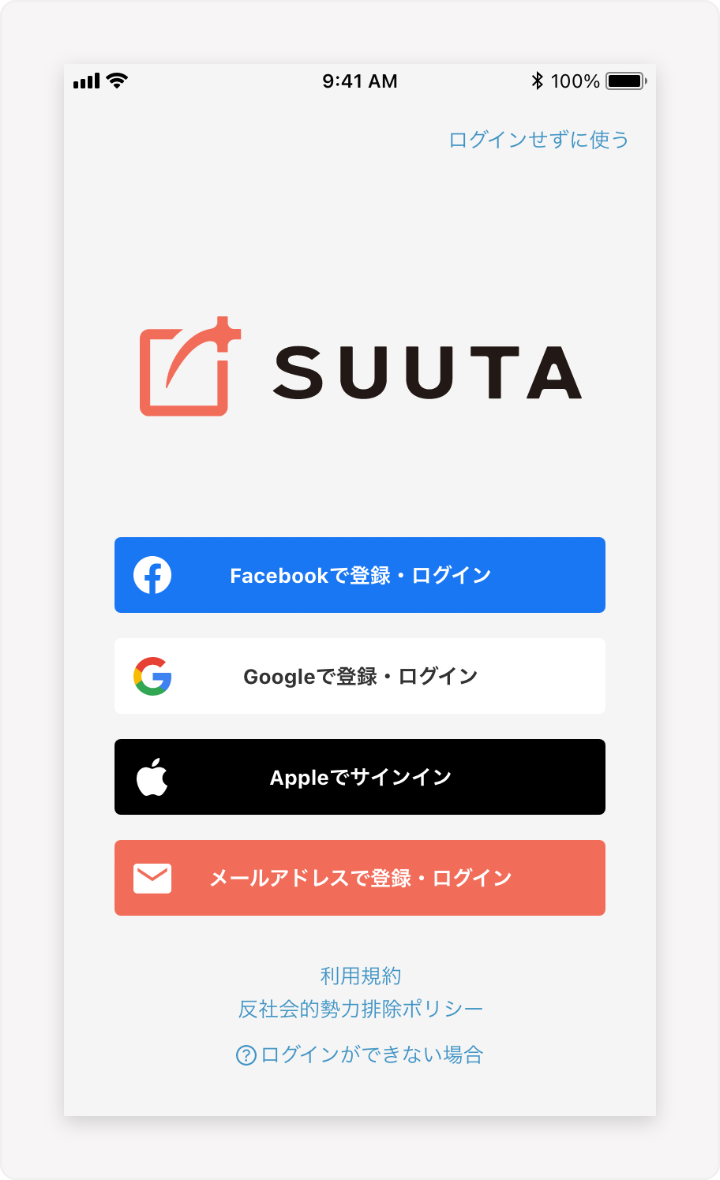 9:41 AM
100%
ログインせずに使う
SUUTA
Facebookで登録・ログイン
Googleで登録・ログイン
Appleでサインイン
メールアドレスで登録・ログイン
利用規約
反社会的勢力排除ポリシー
?ログインができない場合